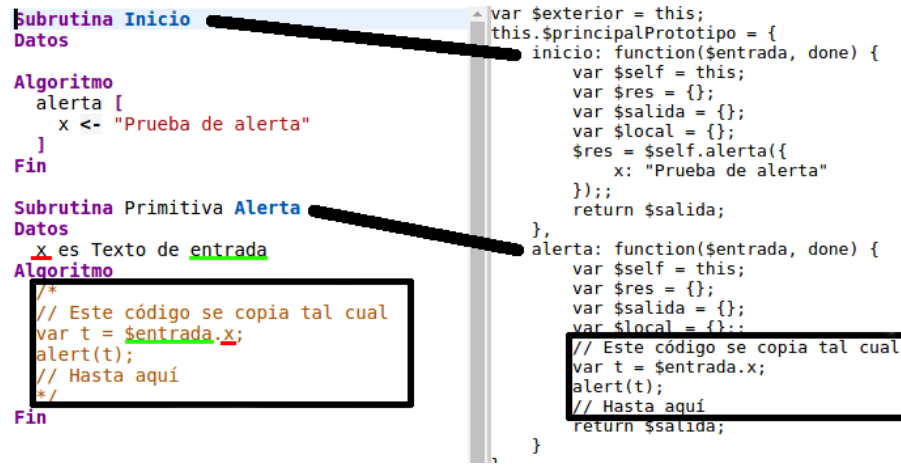 Subrutina Inicio
Datos
Algoritmo
alerta [
x <- "Prueba de alerta"
]
Fin
Subrutina Primitiva Alerta
Datos
x es Texto de entrada
Algoritmo
/*
// Este código se copia tal cual
var t = $entrada.x;
alert(t);
// Hasta aquí
*/
Fin
var $exterior = this;
this.$principalPrototipo = {
inicio: function($entrada, done) {
var $self = this;
var $res = {};
var $salida = {};
var $local = {};
$res = $self.alerta({
x: "Prueba de alerta"
});;
return $salida;
},
alerta: function($entrada, done) {
var $self = this;
var $res = {};
var $salida = {};
var $local = {};;
// Este código se copia tal cual
var t = $entrada.x;
alert(t);
// Hasta aquí
return $salida;
}
}